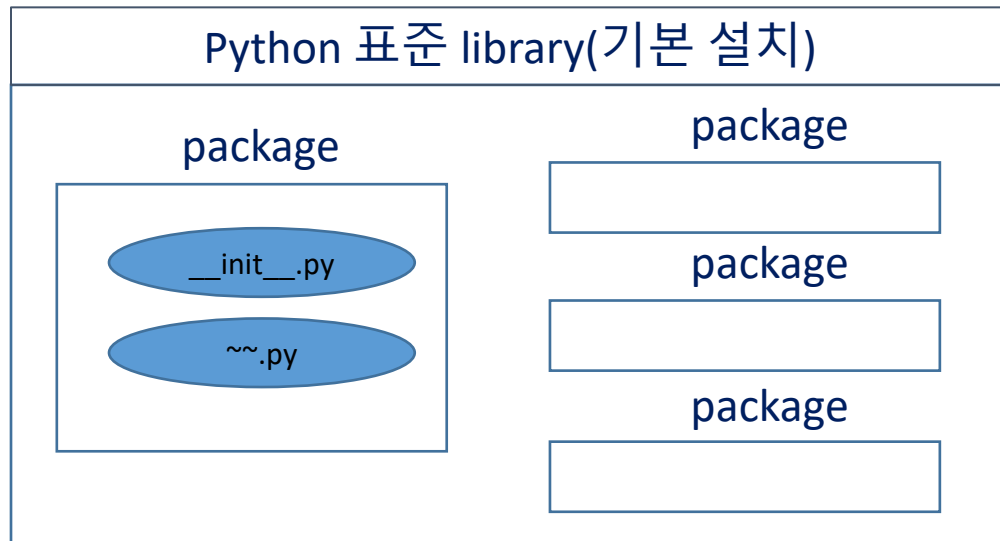 Python 표준 library(기본 설치)
package
__init__.py
~~.py
package
package
package